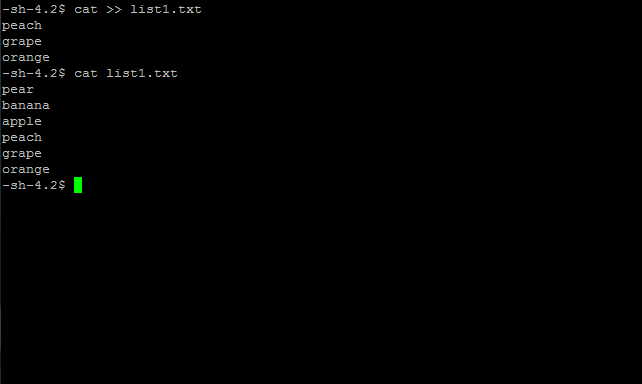 -sh-4.2$ cat >> list1.txt
peach
grape
orange
-sh-4.2$ cat list1.txt
pear
banana
apple
peach
grape
orange
-sh-4.2$